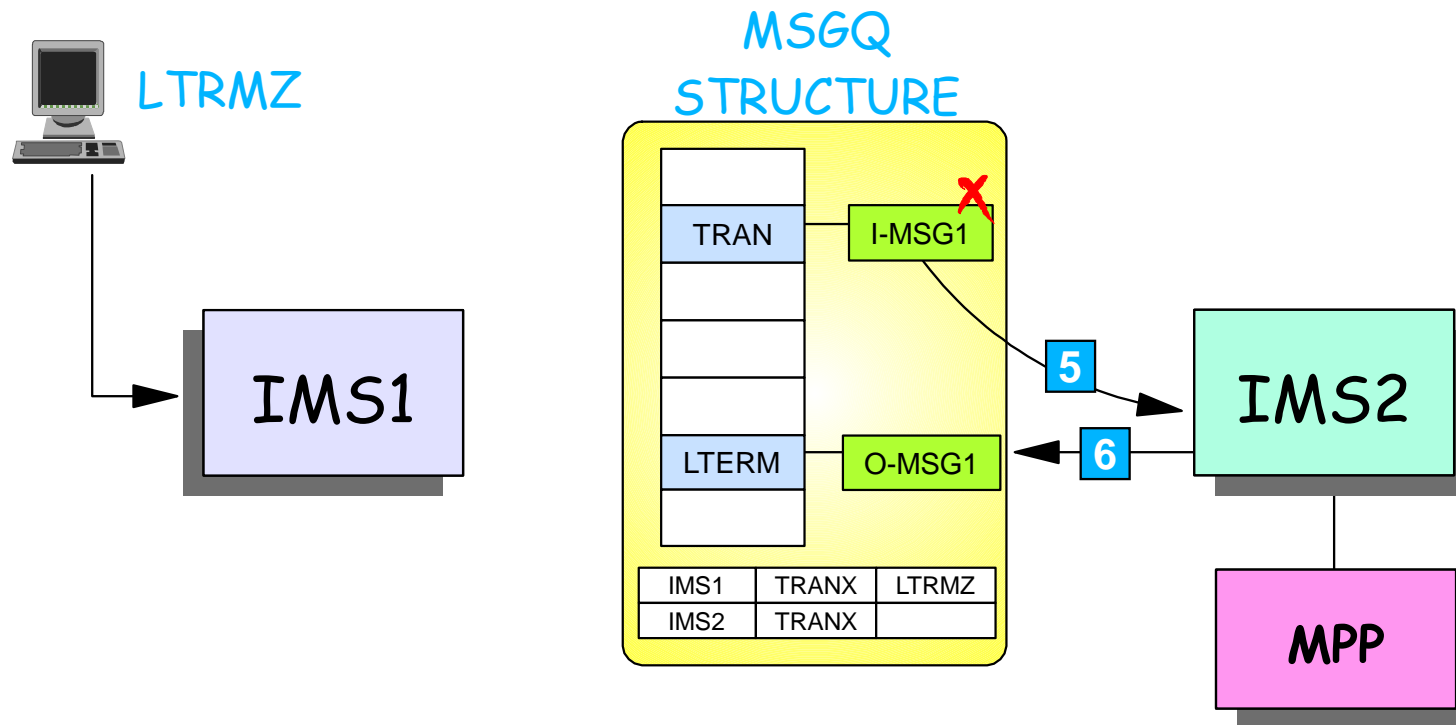 LTRMZ
MSGQ
STRUCTURE
TRAN
I-MSG1
X
IMS1
5
IMS2
LTERM
O-MSG1
6
IMS1 TRANX LTRMZ
IMS2 TRANX
MPP